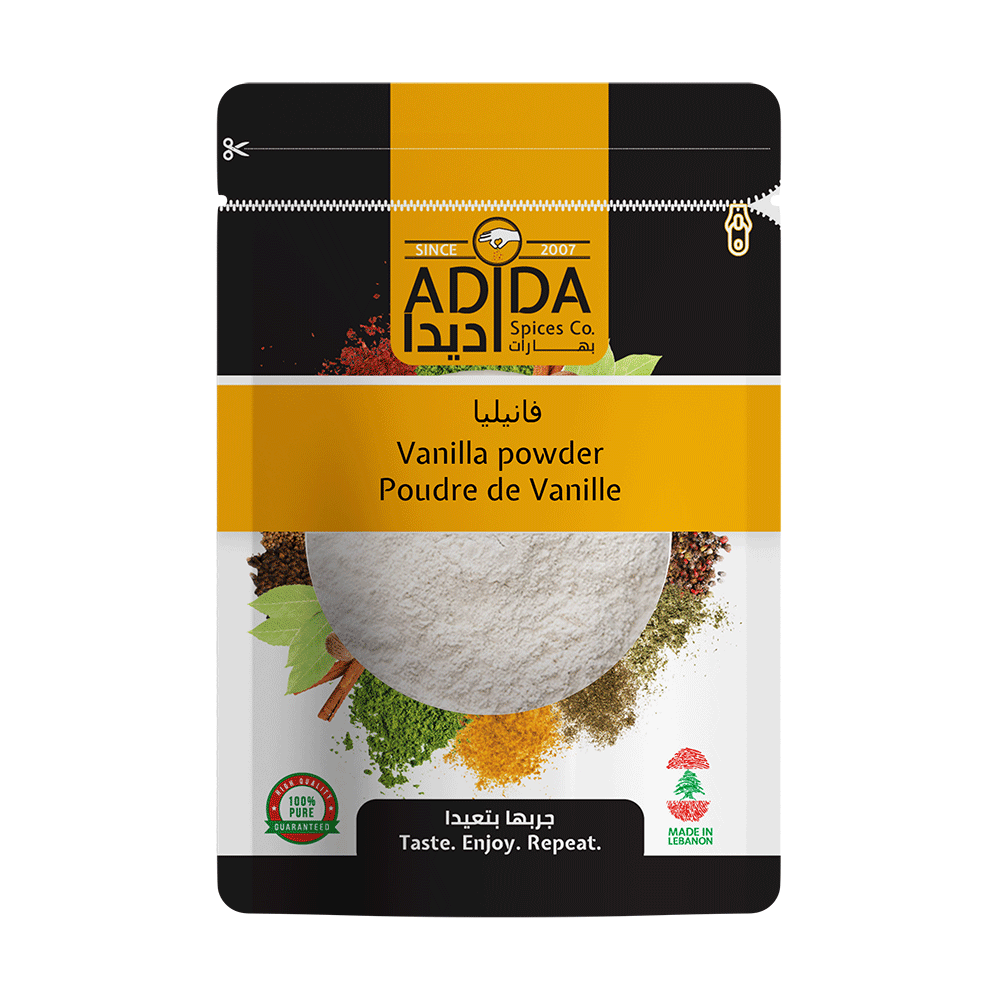 SINCE 2007
ADIDA
اديدا
Spices Co.
بهارات
فانيليا
Vanilla powder
Poudre de Vanille
HIGH QUALITY
100%
PURE
GUARANTEED
جربها بتعيدا
Taste. Enjoy. Repeat.
MADE IN
LEBANON